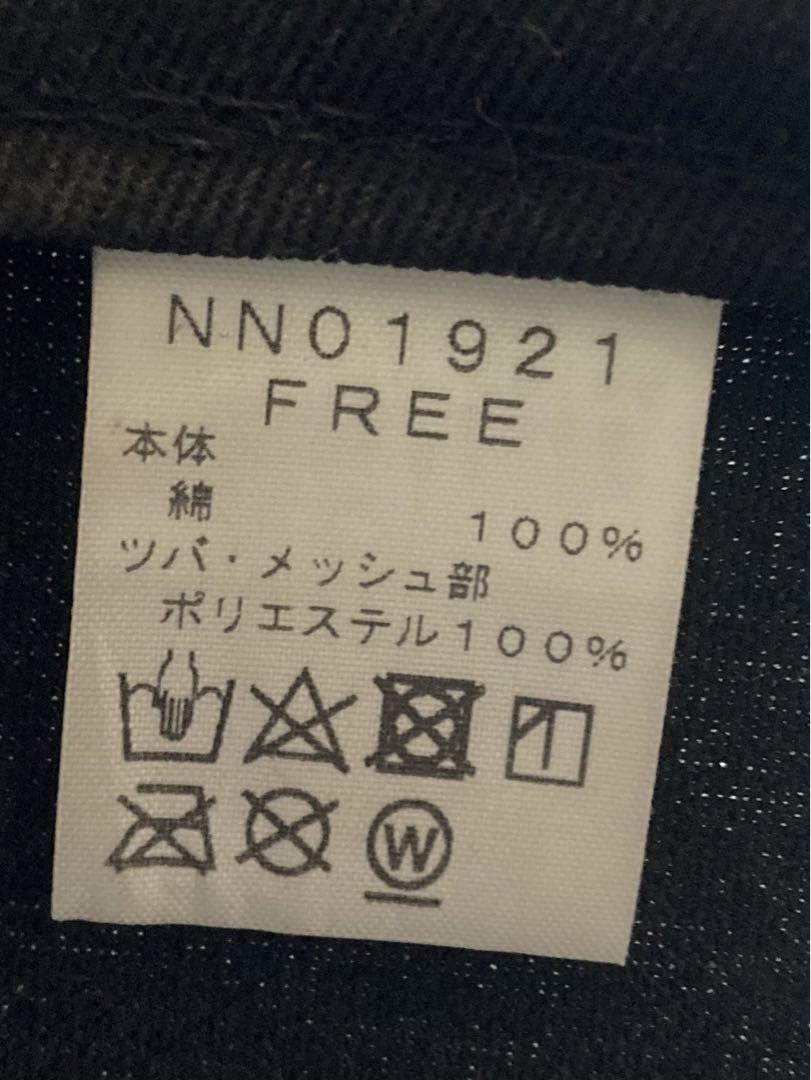 NN01921
FREE
本体
綿 100%
ツバ・メッシュ部
ポリエステル100%
W